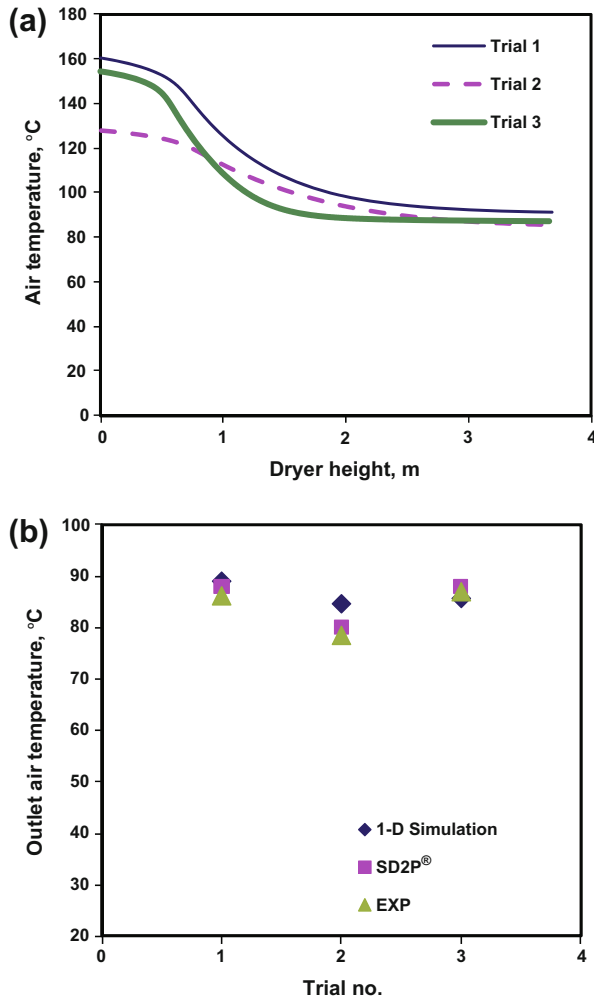 (a)
180
160
140
120
100
80
60
40
20
0
Air temperature, °C
0 1 2 3 4
Dryer height, m
Trial 1
Trial 2
Trial 3
(b)
100
90
80
70
60
50
40
30
20
Outlet air temperature, °C
0 1 2 3 4
Trial no.
1-D Simulation
SD2P®
EXP